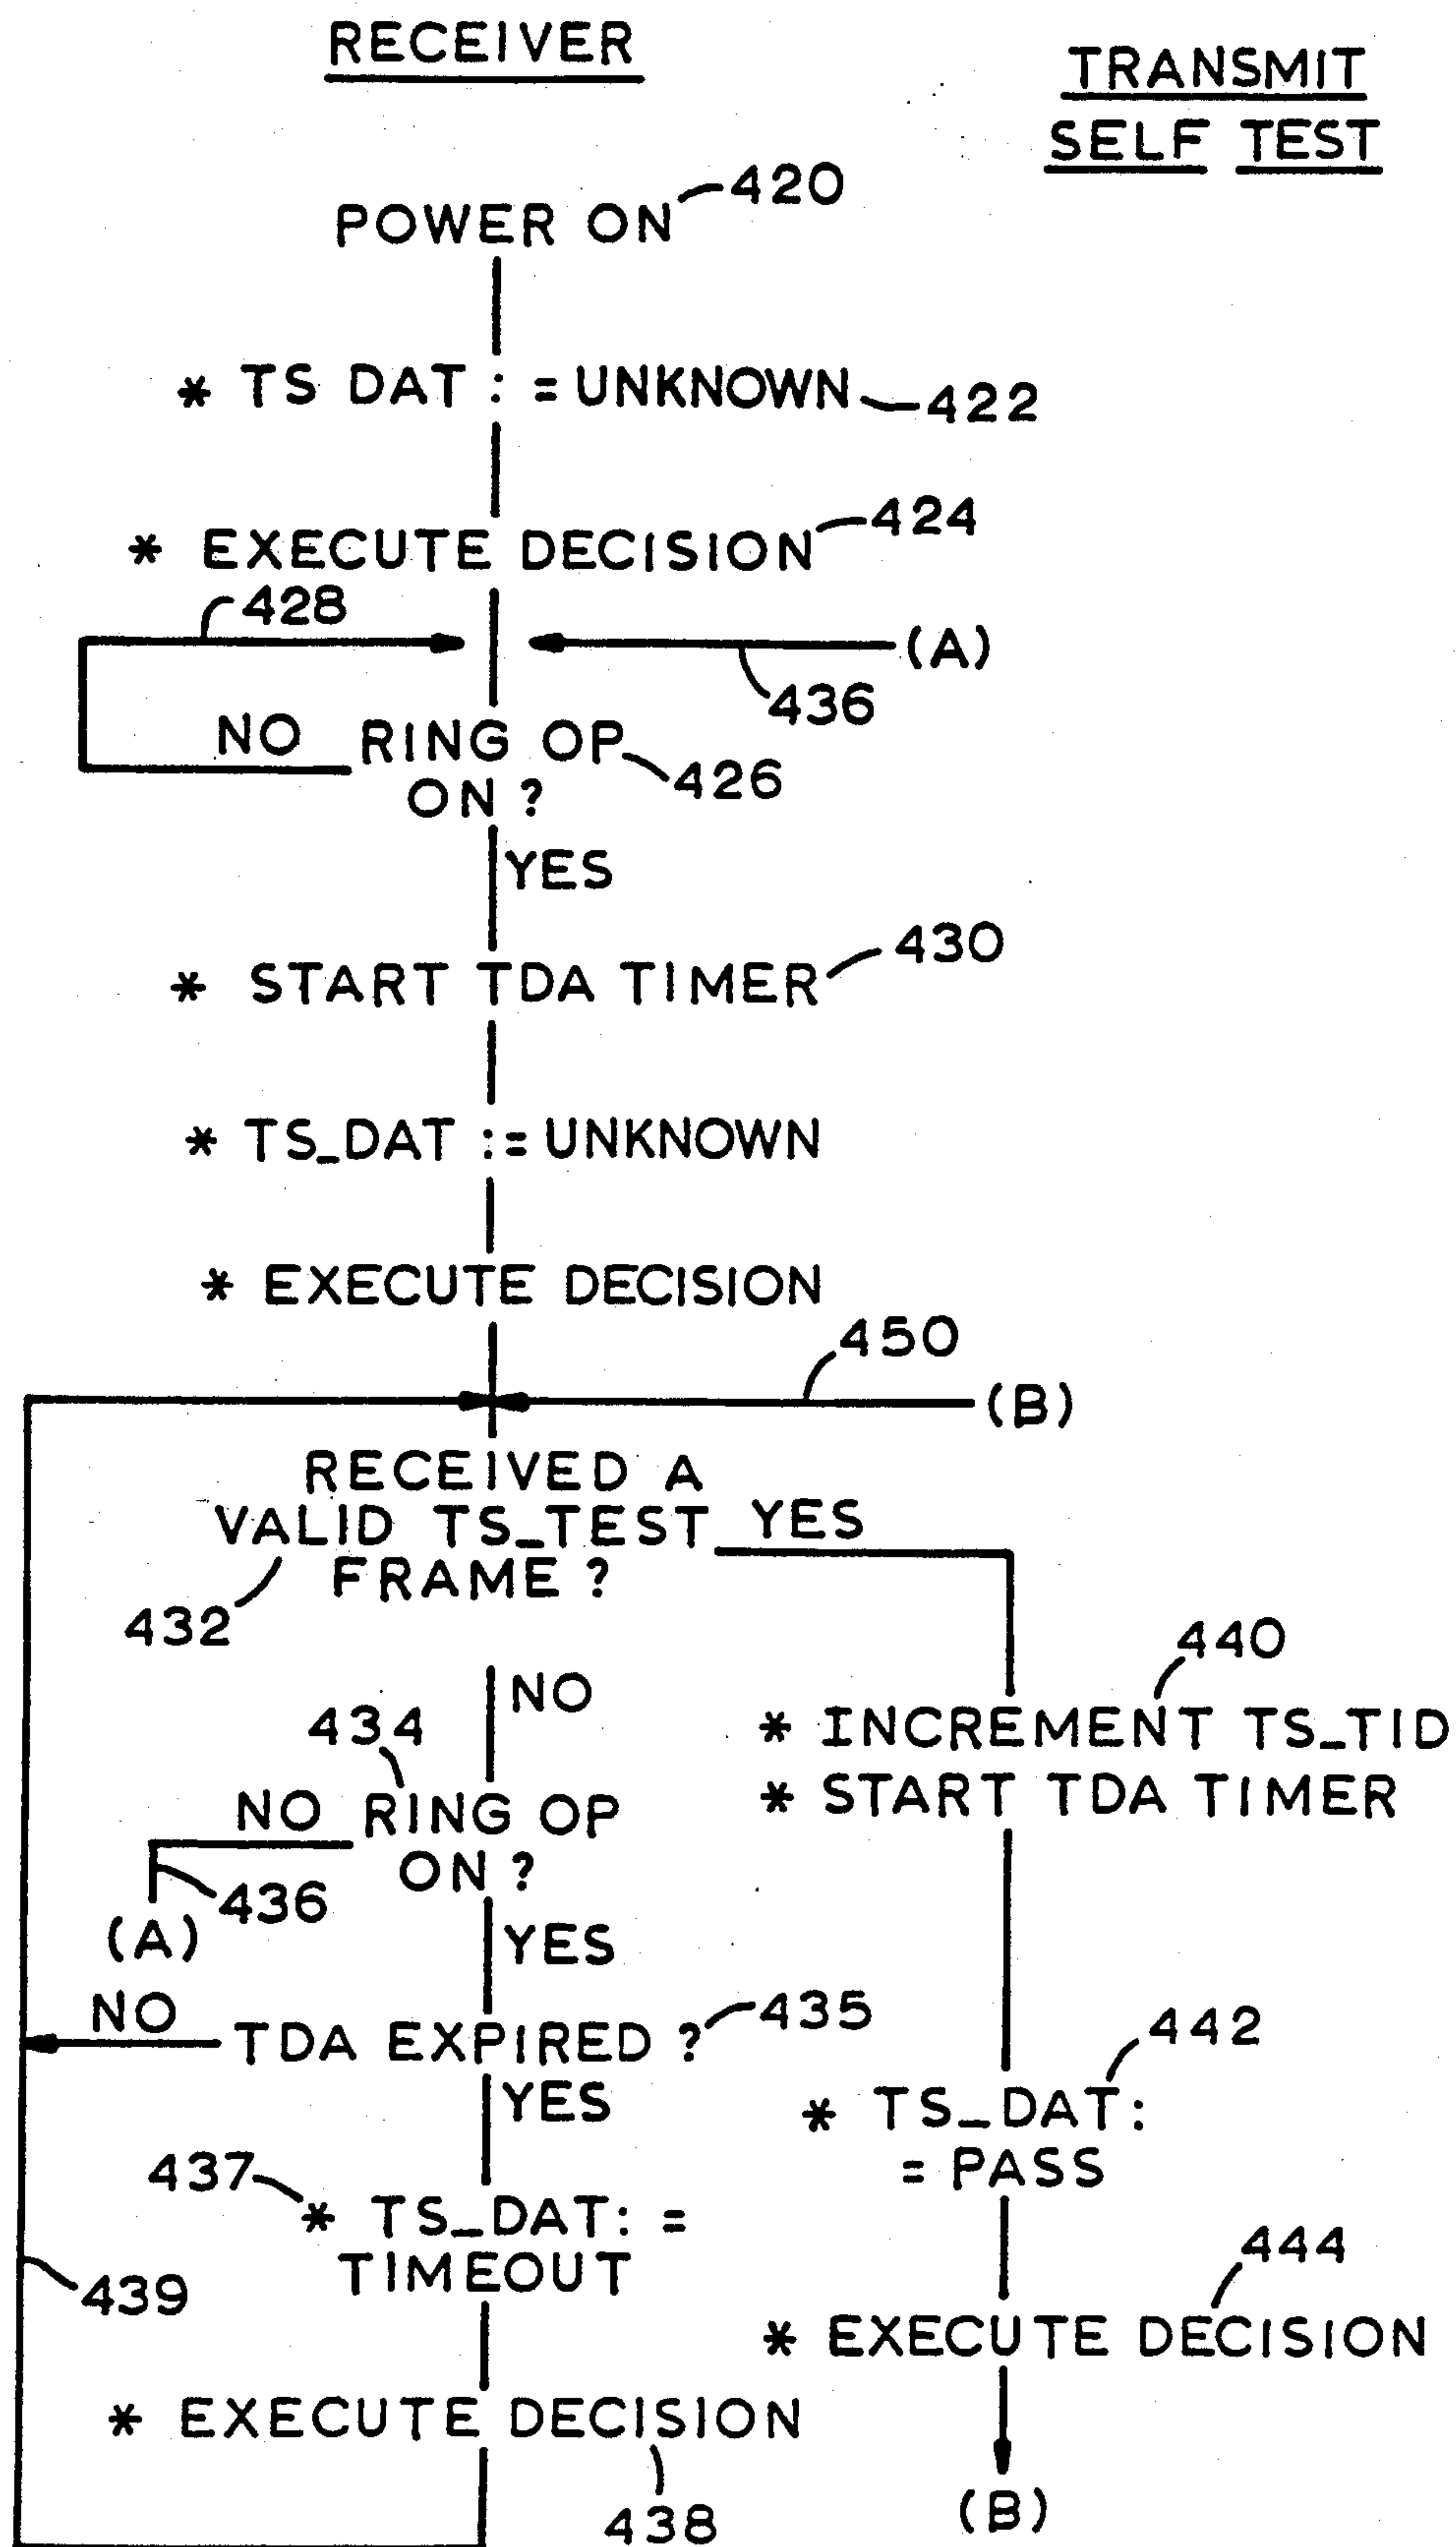 RECEIVER
TRANSMIT
SELF TEST
420
POWER ON
* TS DAT : = UNKNOWN
422
424
* EXECUTE DECISION
428
(A)
436
NO RING OP
426
ON ?
YES
430
* START TDA TIMER
* TS_DAT := UNKNOWN
* EXECUTE DECISION
450
(B)
RECEIVED A
VALID TS_TEST YES
FRAME ?
432
440
NO
434
* INCREMENT TS_TID
* START TDA TIMER
NO RING OP
ON ?
436
(A)
YES
NO
435
TDA EXPIRED ?
442
YES
* TS_DAT:
= PASS
437
* TS_DAT: =
TIMEOUT
444
439
* EXECUTE DECISION
* EXECUTE DECISION
438
(B)